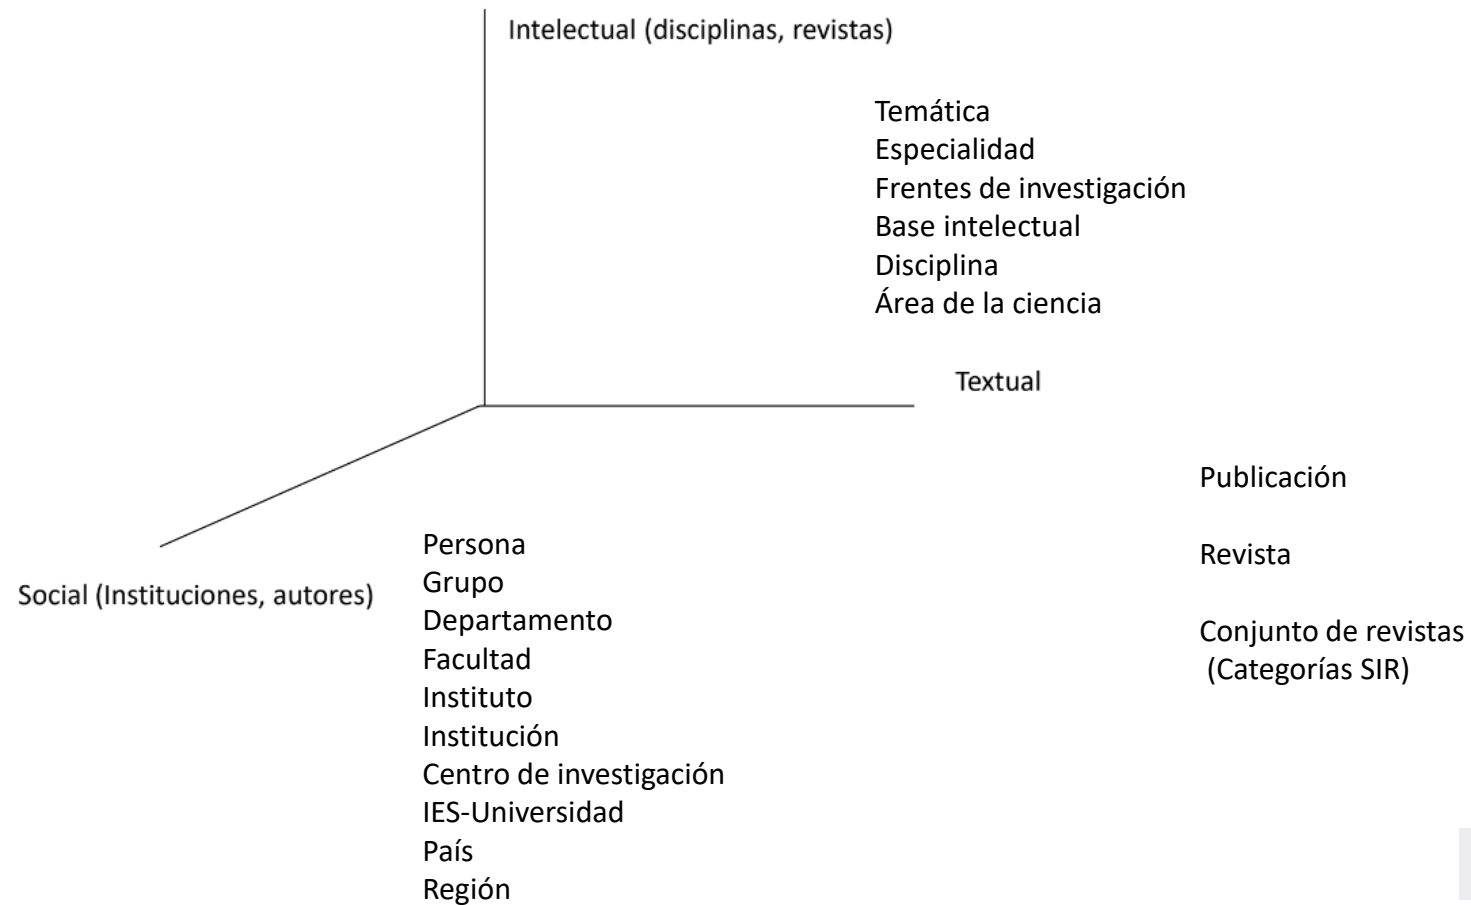 Intelectual (disciplinas, revistas)
Temática
Especialidad
Frentes de investigación
Base intelectual
Disciplina
Área de la ciencia
Textual
Publicación
Revista
Conjunto de revistas
(Categorías SIR)
Social (Instituciones, autores)
Persona
Grupo
Departamento
Facultad
Instituto
Institución
Centro de investigación
IES-Universidad
País
Región